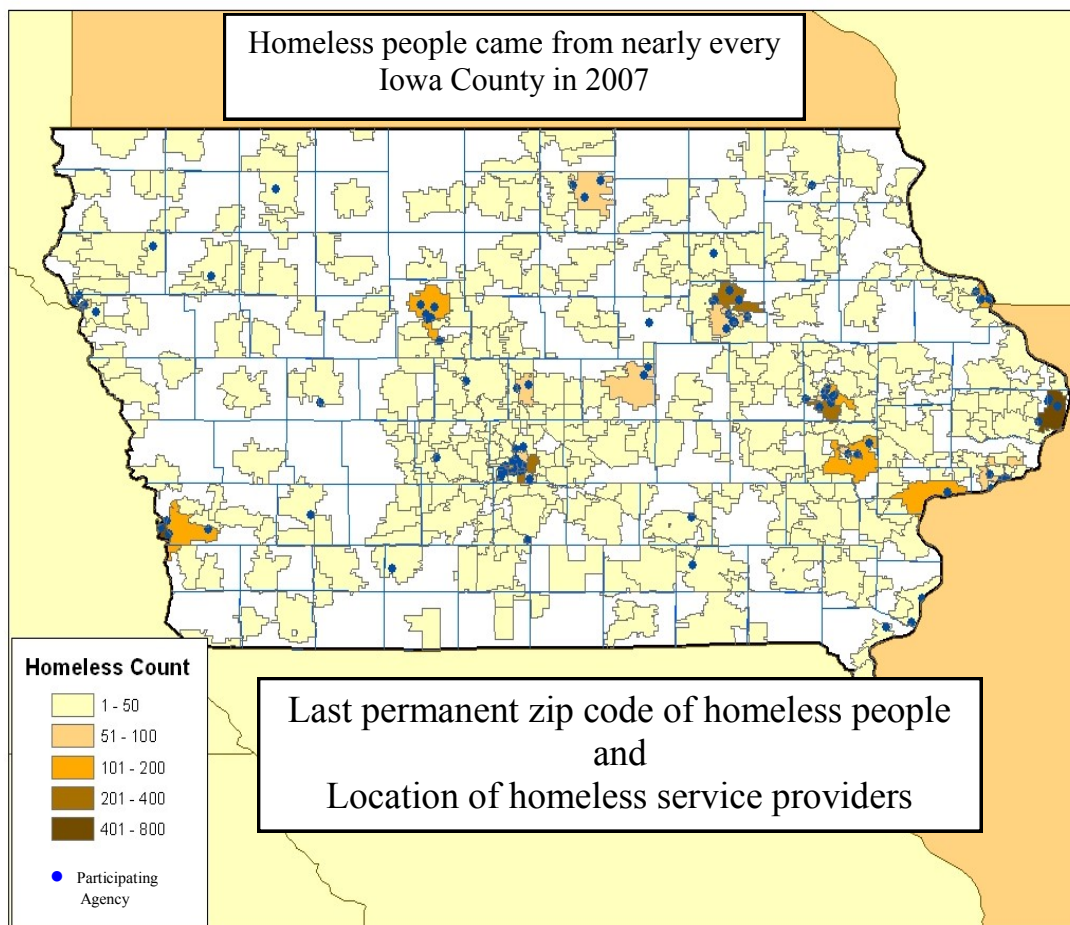 Homeless people came from nearly every
Iowa County in 2007
Homeless Count
1 - 50
51 - 100
101 - 200
201 - 400
401 - 800
Participating
Agency
Last permanent zip code of homeless people
and
Location of homeless service providers